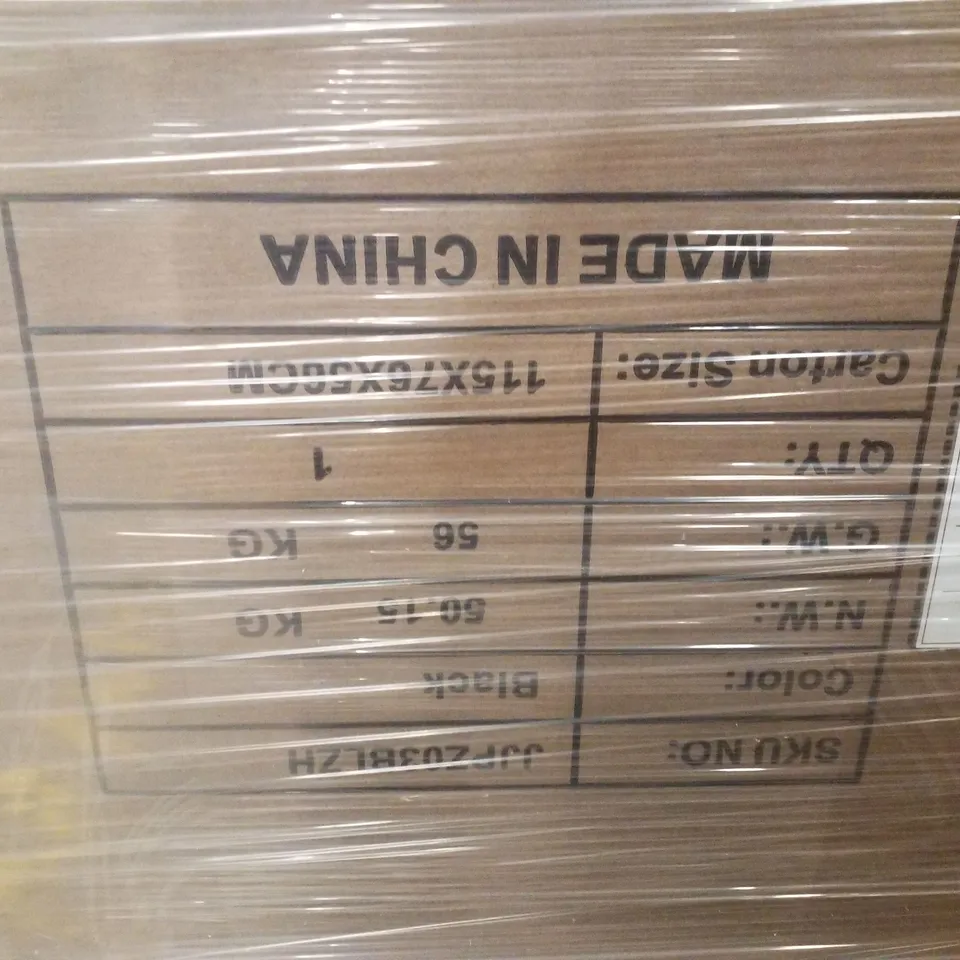 SKU NO: JJPZ03BLZH
Color: Black
N.W.: 50.15 KG
G.W.: 56 KG
QTY: 1
Carton Size: 115X76X56CM
MADE IN CHINA